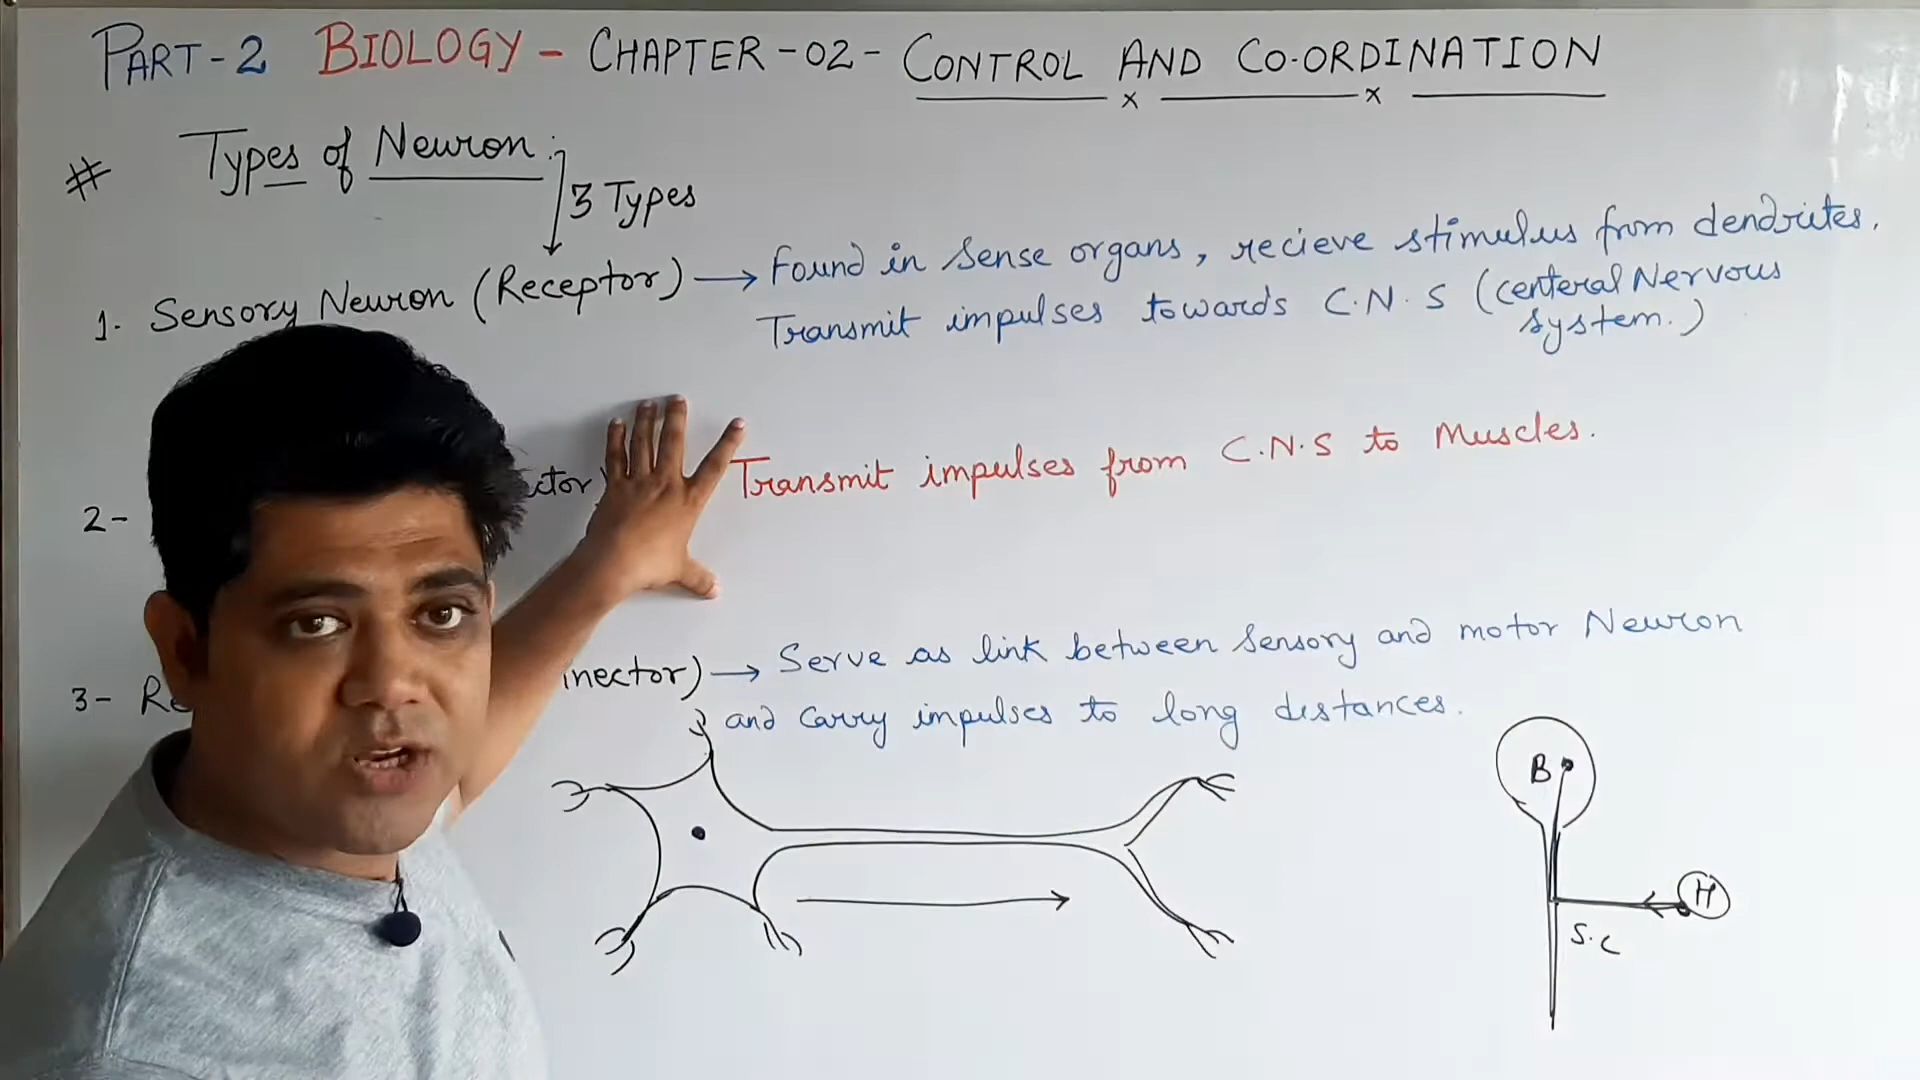 PART-2 BIOLOGY - CHAPTER-02- CONTROL AND CO-ORDINATION
# Types of Neuron:
3 Types
1. Sensory Neuron (Receptor) → Found in sense organs, recieve stimulus from dendrites.
Transmit impulses towards C.N.S (centeral Nervous
system.)
2- ctor) Transmit impulses from C.N.S to Muscles.
3- Re nector) → Serve as link between sensory and motor Neuron
and carry impulses to long distances.
B
H
S.C